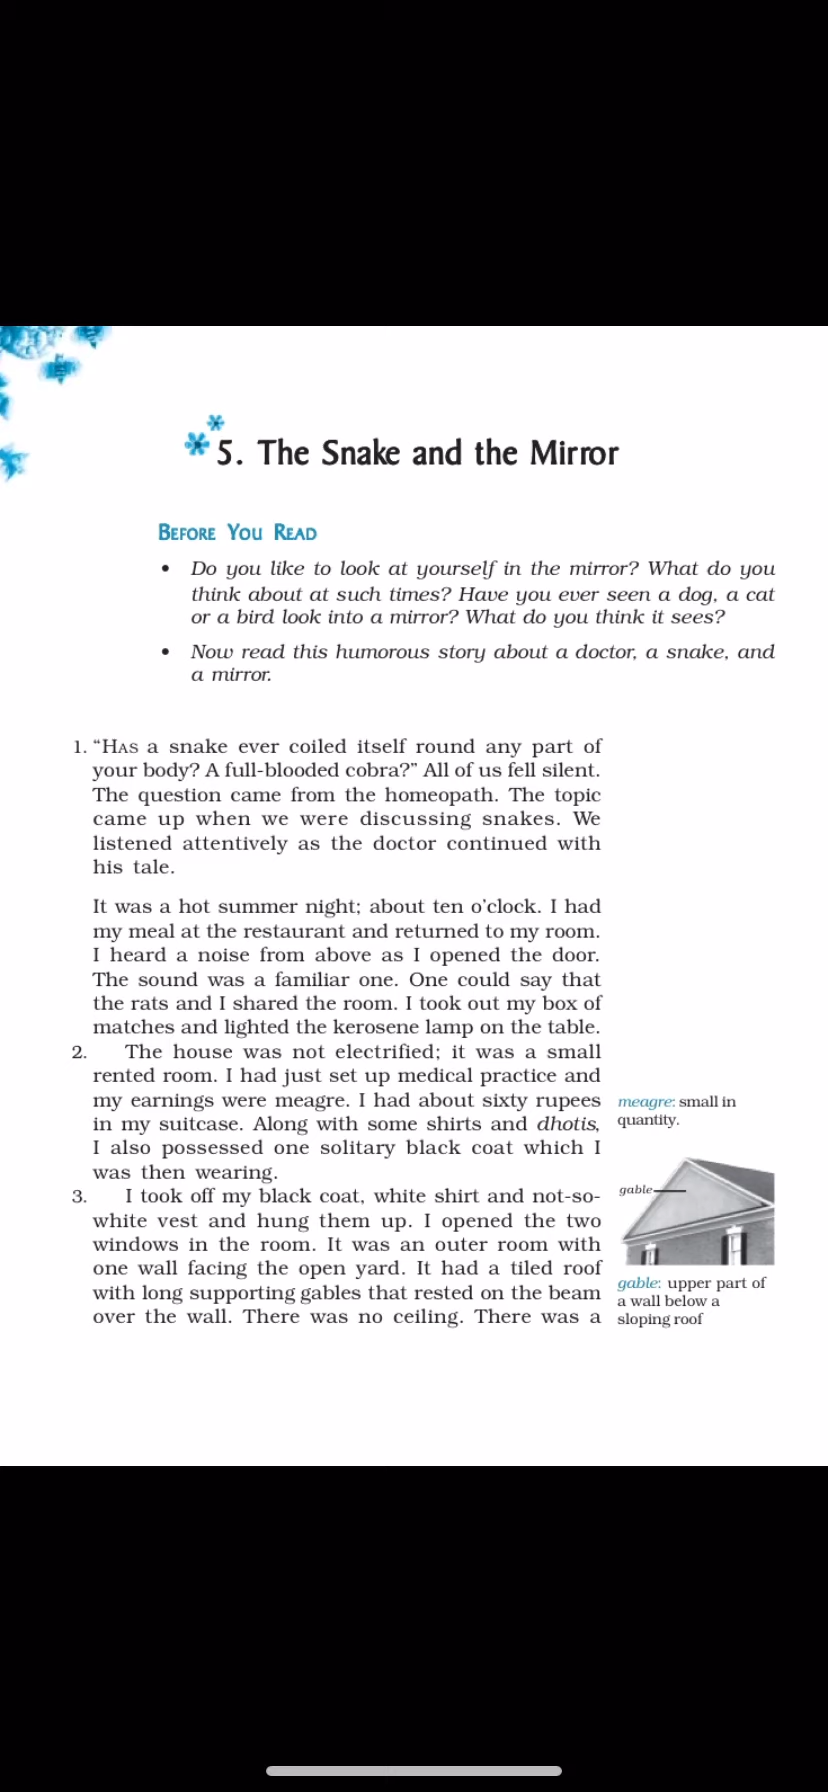 5. The Snake and the Mirror
BEFORE YOU READ
• Do you like to look at yourself in the mirror? What do you
think about at such times? Have you ever seen a dog, a cat
or a bird look into a mirror? What do you think it sees?
• Now read this humorous story about a doctor, a snake, and
a mirror.
1. “HAS a snake ever coiled itself round any part of
your body? A full-blooded cobra?” All of us fell silent.
The question came from the homeopath. The topic
came up when we were discussing snakes. We
listened attentively as the doctor continued with
his tale.
It was a hot summer night; about ten o’clock. I had
my meal at the restaurant and returned to my room.
I heard a noise from above as I opened the door.
The sound was a familiar one. One could say that
the rats and I shared the room. I took out my box of
matches and lighted the kerosene lamp on the table.
2. The house was not electrified; it was a small
rented room. I had just set up medical practice and
my earnings were meagre. I had about sixty rupees
in my suitcase. Along with some shirts and dhotis,
I also possessed one solitary black coat which I
was then wearing.
3. I took off my black coat, white shirt and not-so-
white vest and hung them up. I opened the two
windows in the room. It was an outer room with
one wall facing the open yard. It had a tiled roof
with long supporting gables that rested on the beam
over the wall. There was no ceiling. There was a
meagre: small in
quantity.
gable
gable: upper part of
a wall below a
sloping roof